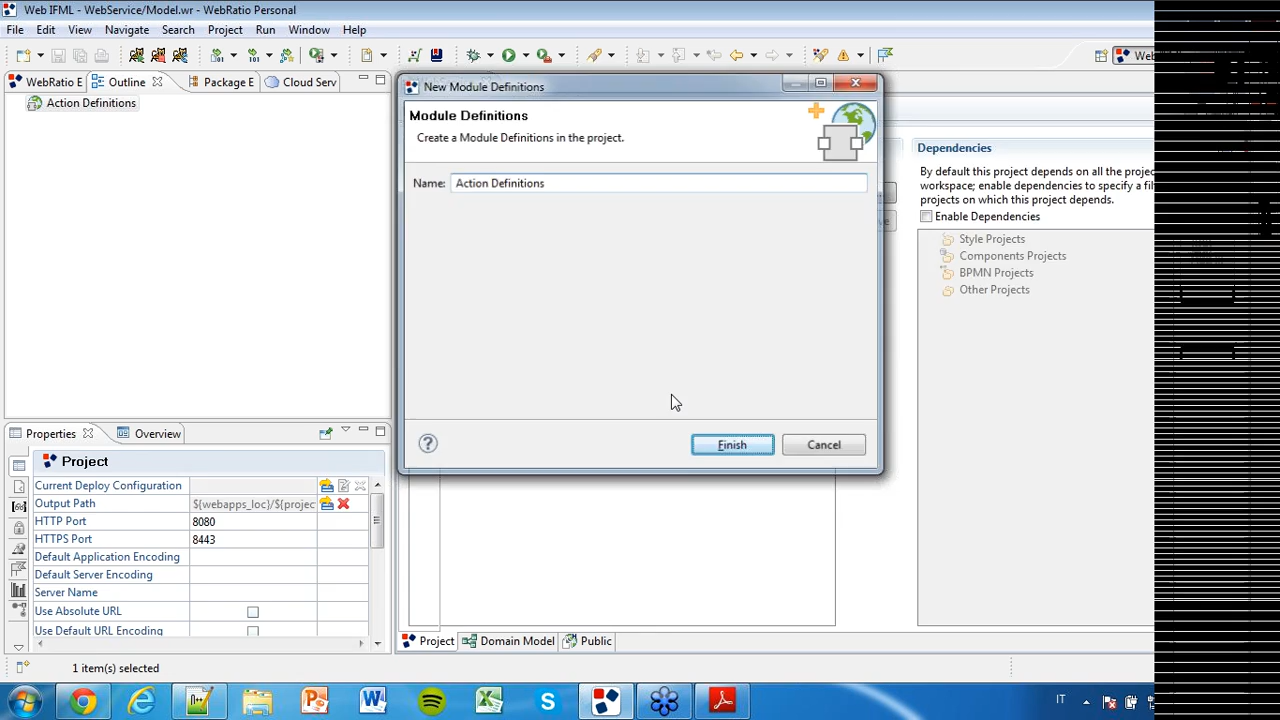 Web IFML - WebService/Model.wr - WebRatio Personal
File Edit View Navigate Search Project Run Window Help
WebRatio E Outline Package E Cloud Serv
Action Definitions
New Module Definitions
Module Definitions
Create a Module Definitions in the project.
Name: Action Definitions
Finish Cancel
Dependencies
By default this project depends on all the
workspace; enable dependencies to specify a
projects on which this project depends.
Enable Dependencies
Style Projects
Components Projects
BPMN Projects
Other Projects
Properties Overview
Project
Current Deploy Configuration
Output Path ${webapps_loc}/${projec
HTTP Port 8080
HTTPS Port 8443
Default Application Encoding
Default Server Encoding
Server Name
Use Absolute URL
Use Default URL Encoding
Project Domain Model Public
1 item(s) selected
IT